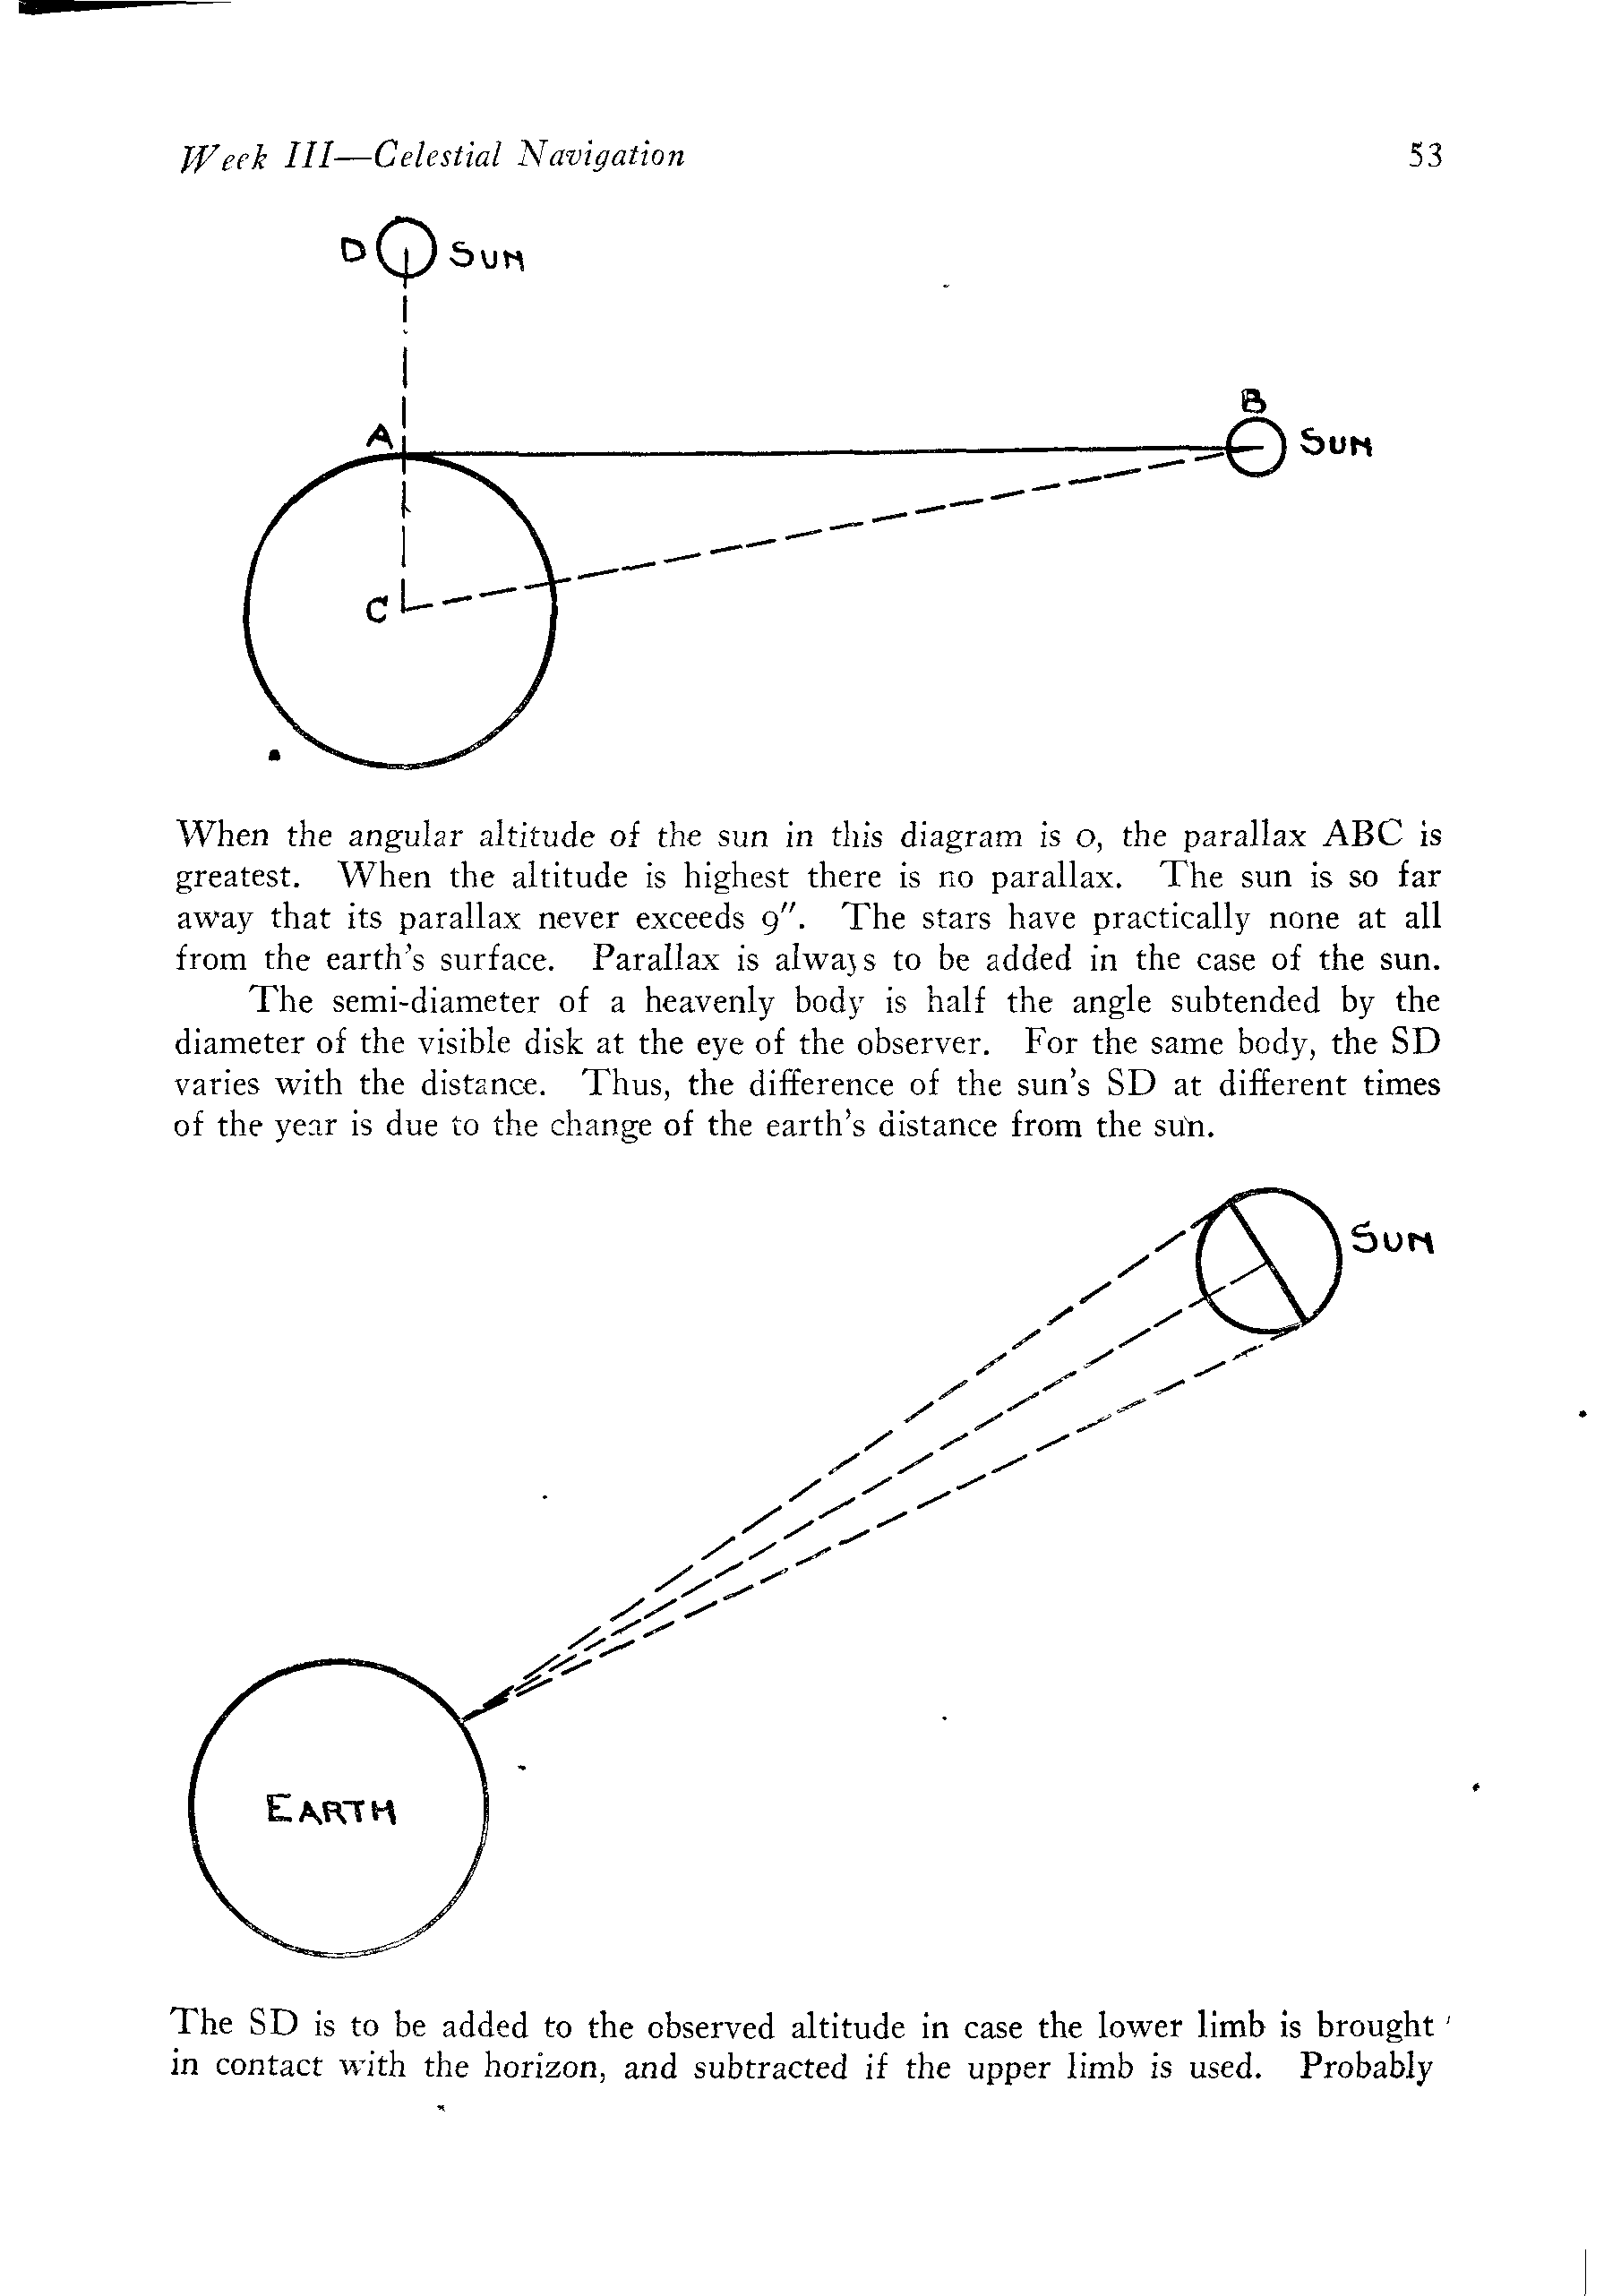 Week III—Celestial Navigation 53
D Sun
B
A Sun
C
When the angular altitude of the sun in this diagram is 0, the parallax ABC is
greatest. When the altitude is highest there is no parallax. The sun is so far
away that its parallax never exceeds 9". The stars have practically none at all
from the earth's surface. Parallax is always to be added in the case of the sun.
The semi-diameter of a heavenly body is half the angle subtended by the
diameter of the visible disk at the eye of the observer. For the same body, the SD
varies with the distance. Thus, the difference of the sun's SD at different times
of the year is due to the change of the earth's distance from the sun.
Sun
Earth
The SD is to be added to the observed altitude in case the lower limb is brought
in contact with the horizon, and subtracted if the upper limb is used. Probably